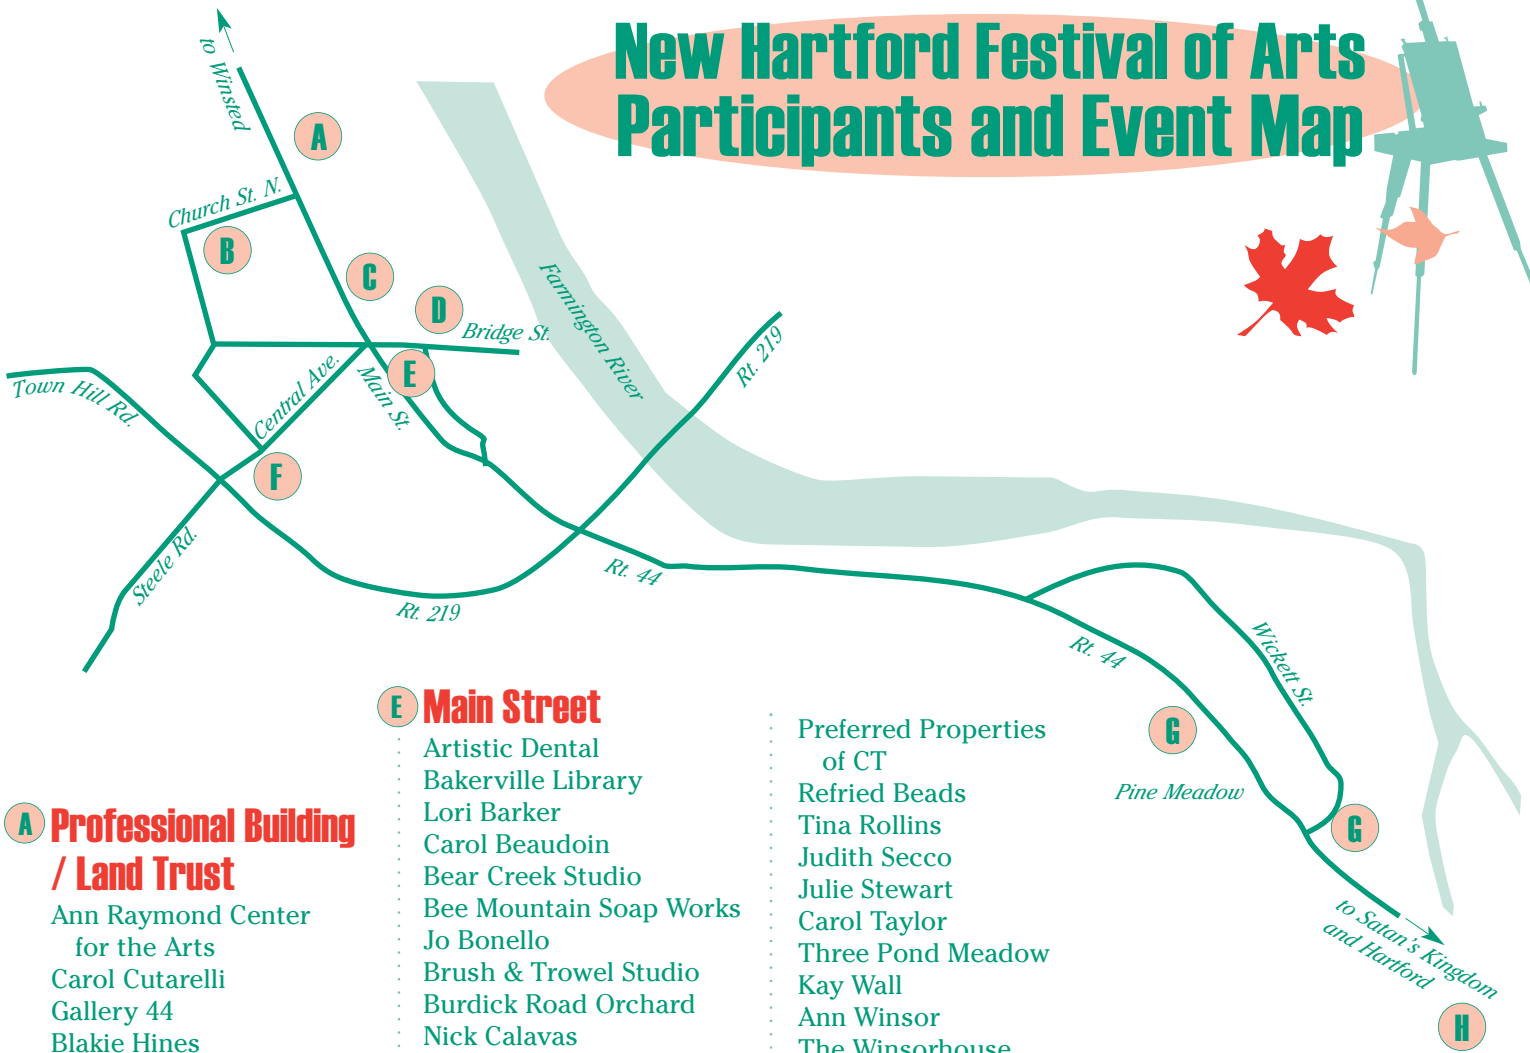 New Hartford Festival of Arts
Participants and Event Map
to Winsted
A
Church St. N.
B
C
D
Bridge St.
E
Farmington River
Rt. 219
Town Hill Rd.
Central Ave.
Main St.
F
Steele Rd.
Rt. 219
Rt. 44
Rt. 44
Wickett St.
G
Pine Meadow
G
to Satan's Kingdom
and Hartford
H
A Professional Building
/ Land Trust
Ann Raymond Center
for the Arts
Carol Cutarelli
Gallery 44
Blakie Hines
E Main Street
Artistic Dental
Bakerville Library
Lori Barker
Carol Beaudoin
Bear Creek Studio
Bee Mountain Soap Works
Jo Bonello
Brush & Trowel Studio
Burdick Road Orchard
Nick Calavas
Preferred Properties
of CT
Refried Beads
Tina Rollins
Judith Secco
Julie Stewart
Carol Taylor
Three Pond Meadow
Kay Wall
Ann Winsor
The Winsorhouse